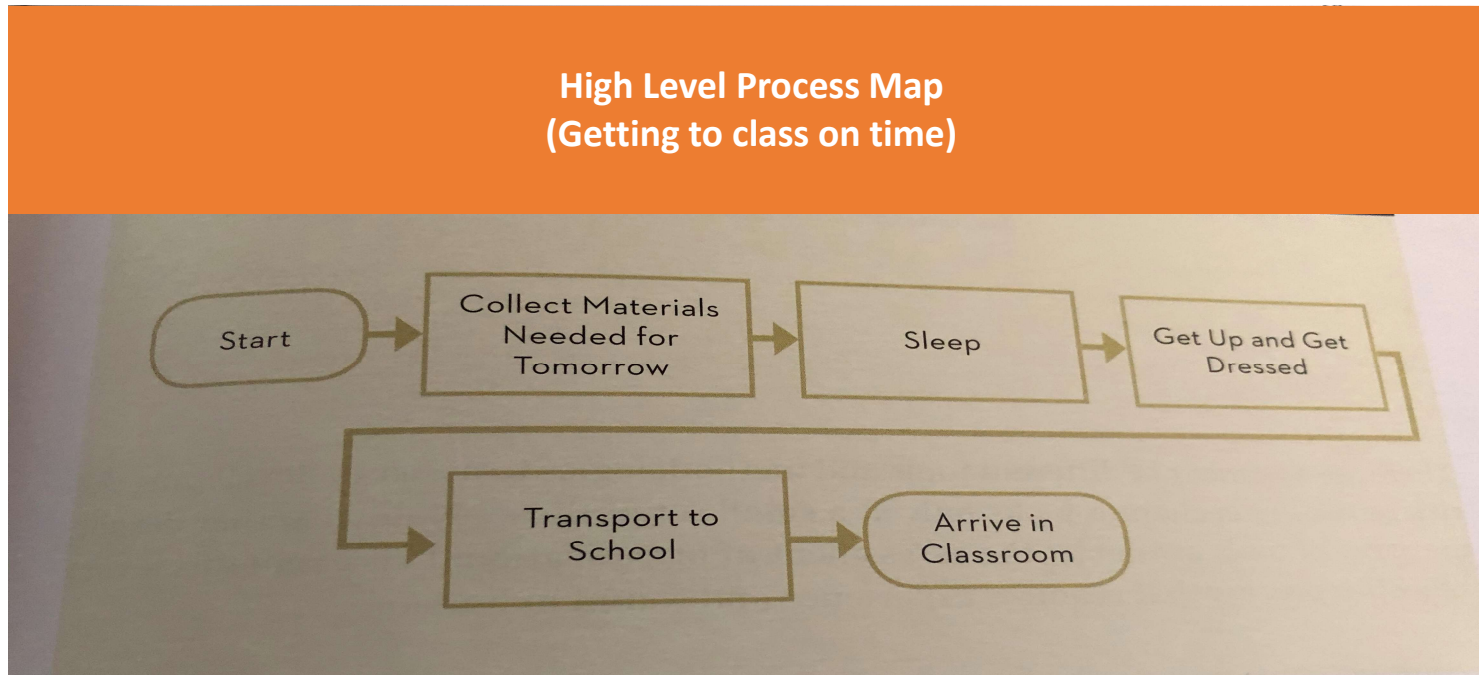 High Level Process Map
(Getting to class on time)
Start
Collect Materials
Needed for
Tomorrow
Sleep
Get Up and Get
Dressed
Transport to
School
Arrive in
Classroom